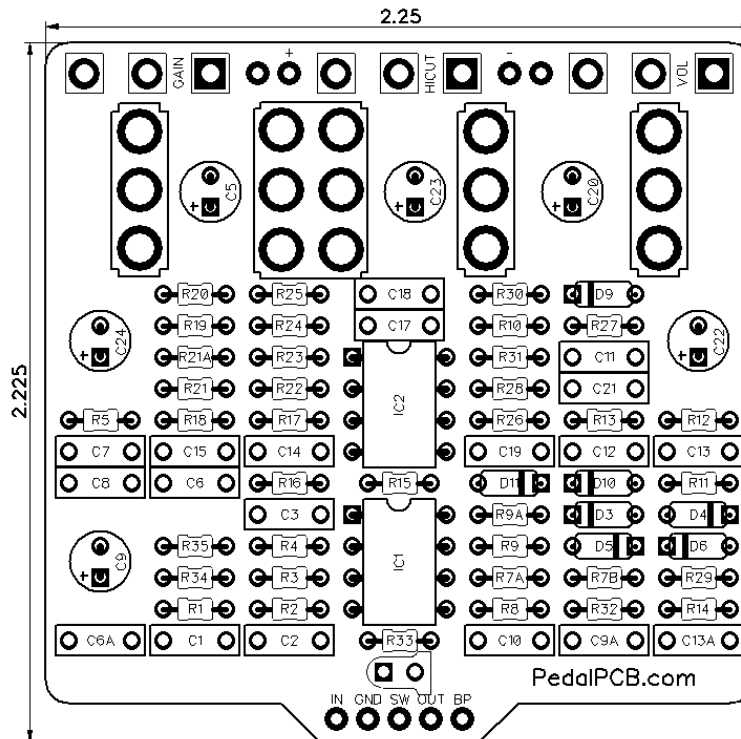 2.25
GAIN + HICUT - VOL
+ C5 + C23 + C20
R20 R25 C18 R30 D9
R19 R24 C17 R10 R27
+ C24 + C22
R21A R23 R31 C11
R21 R22 IC2 R28 C21
2.225
R5 R18 R17 R26 R13 R12
C7 C15 C14 C19 C12 C13
C8 C6 R16 R15 D11 D10 R11
C3 R9A D3 D4
+ C9 R35 R4 IC1 R9 D5 D6
R34 R3 R7A R7B R29
R1 R2 R8 R32 R14
C6A C1 C2 R33 C10 C9A C13A
PedalPCB.com
IN GND SW OUT BP